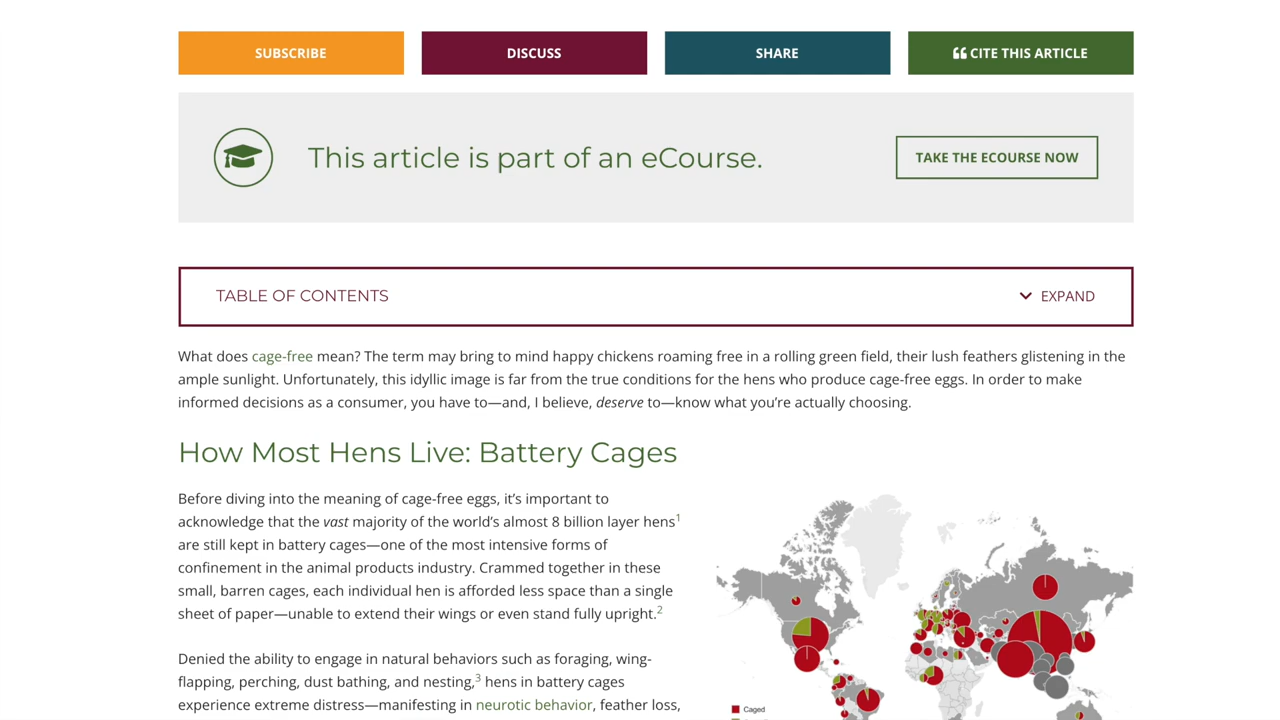 SUBSCRIBE
DISCUSS
SHARE
CITE THIS ARTICLE
This article is part of an eCourse.
TAKE THE ECOURSE NOW
TABLE OF CONTENTS
EXPAND
What does cage-free mean? The term may bring to mind happy chickens roaming free in a rolling green field, their lush feathers glistening in the
ample sunlight. Unfortunately, this idyllic image is far from the true conditions for the hens who produce cage-free eggs. In order to make
informed decisions as a consumer, you have to—and, I believe, deserve to—know what you're actually choosing.
How Most Hens Live: Battery Cages
Before diving into the meaning of cage-free eggs, it's important to
acknowledge that the vast majority of the world's almost 8 billion layer hens1
are still kept in battery cages—one of the most intensive forms of
confinement in the animal products industry. Crammed together in these
small, barren cages, each individual hen is afforded less space than a single
sheet of paper—unable to extend their wings or even stand fully upright.2
Denied the ability to engage in natural behaviors such as foraging, wing-
flapping, perching, dust bathing, and nesting,3 hens in battery cages
experience extreme distress—manifesting in neurotic behavior, feather loss,
Caged